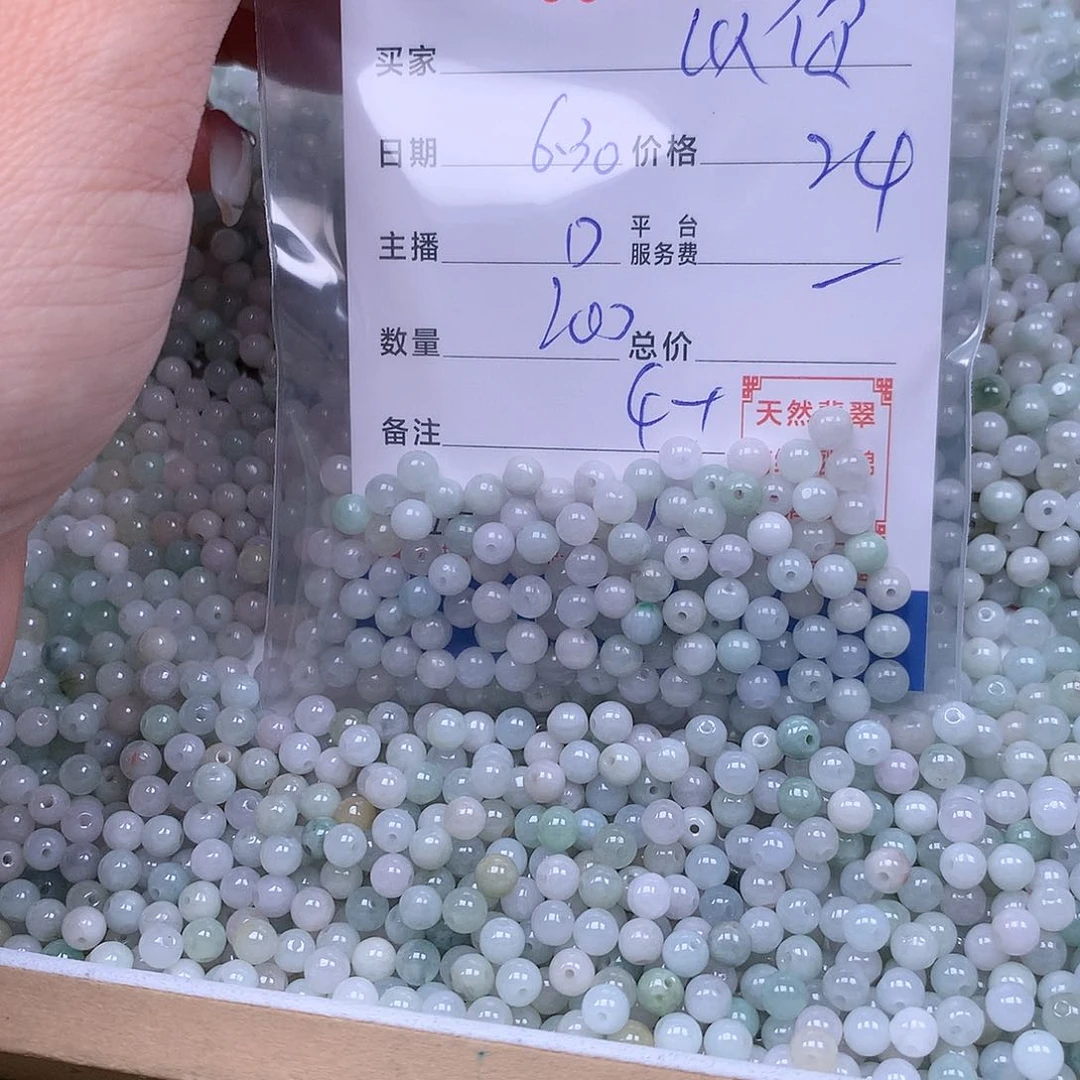 买家
日期 6.30 价格 24
主播 D 平台服务费 —
数量 200 总价
备注 4+
天然翡翠